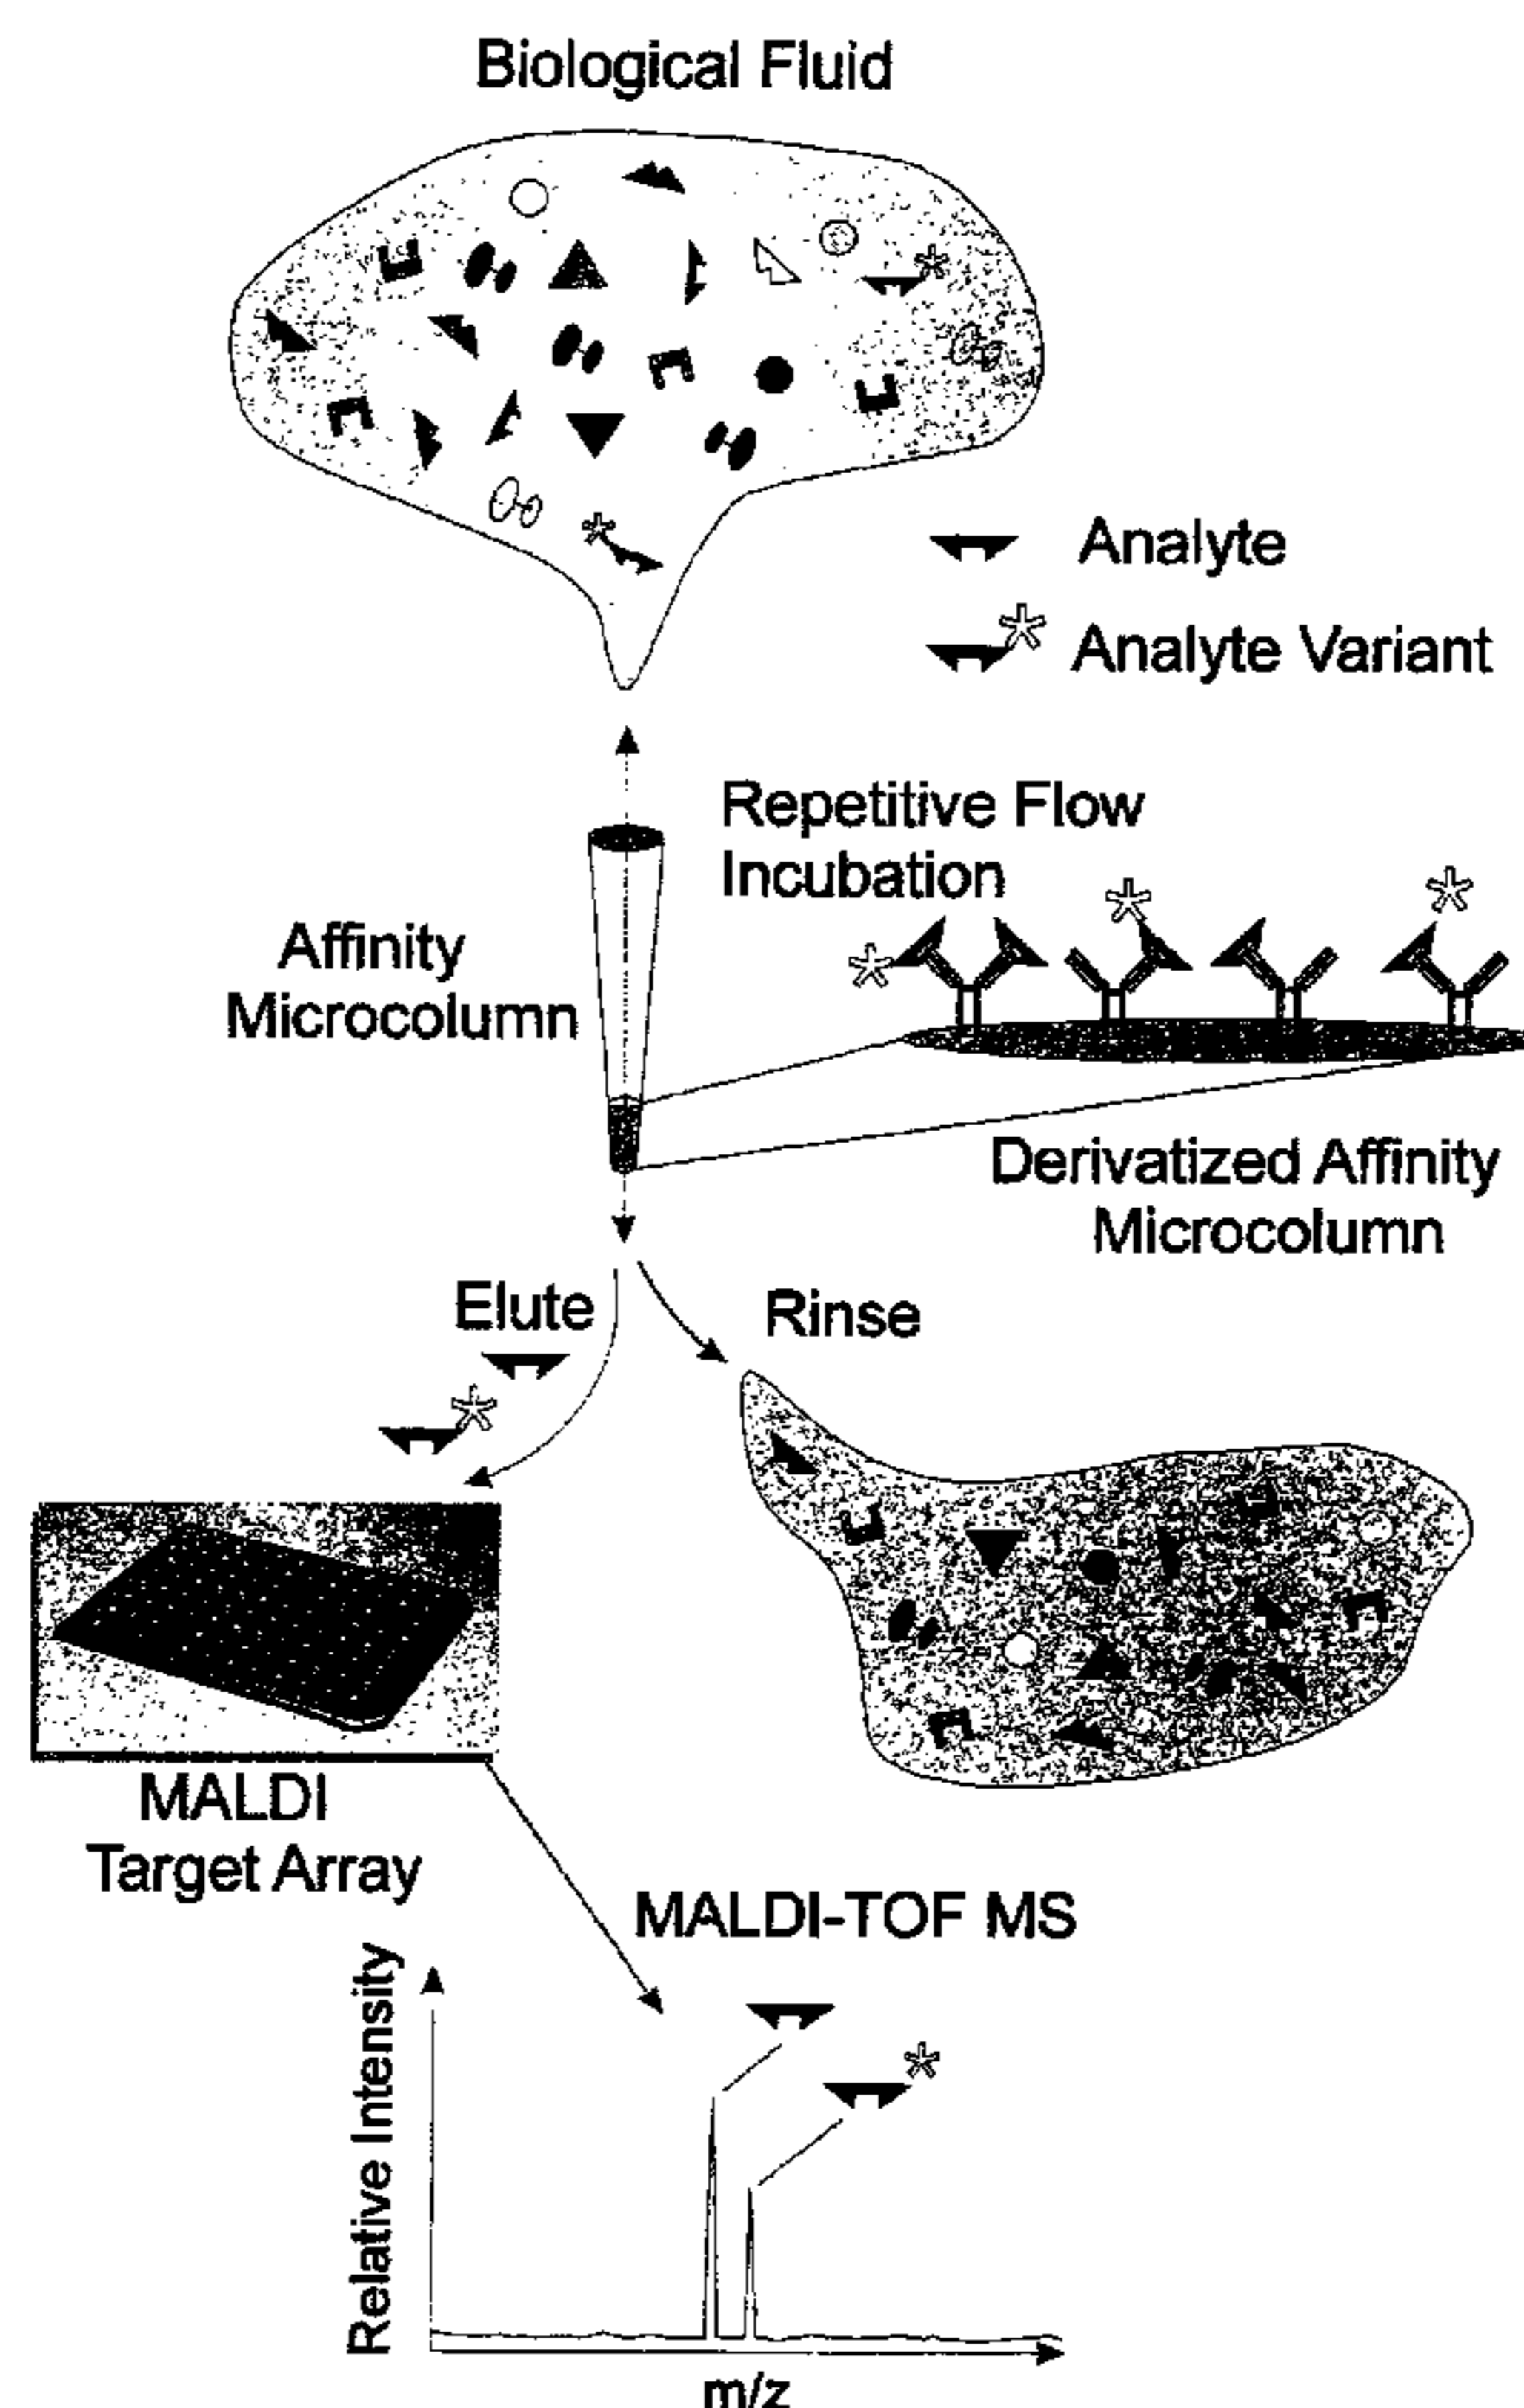 Biological Fluid
Analyte
Analyte Variant
Repetitive Flow
Incubation
Affinity
Microcolumn
Derivatized Affinity
Microcolumn
Elute
Rinse
MALDI
Target Array
MALDI-TOF MS
Relative Intensity
m/z